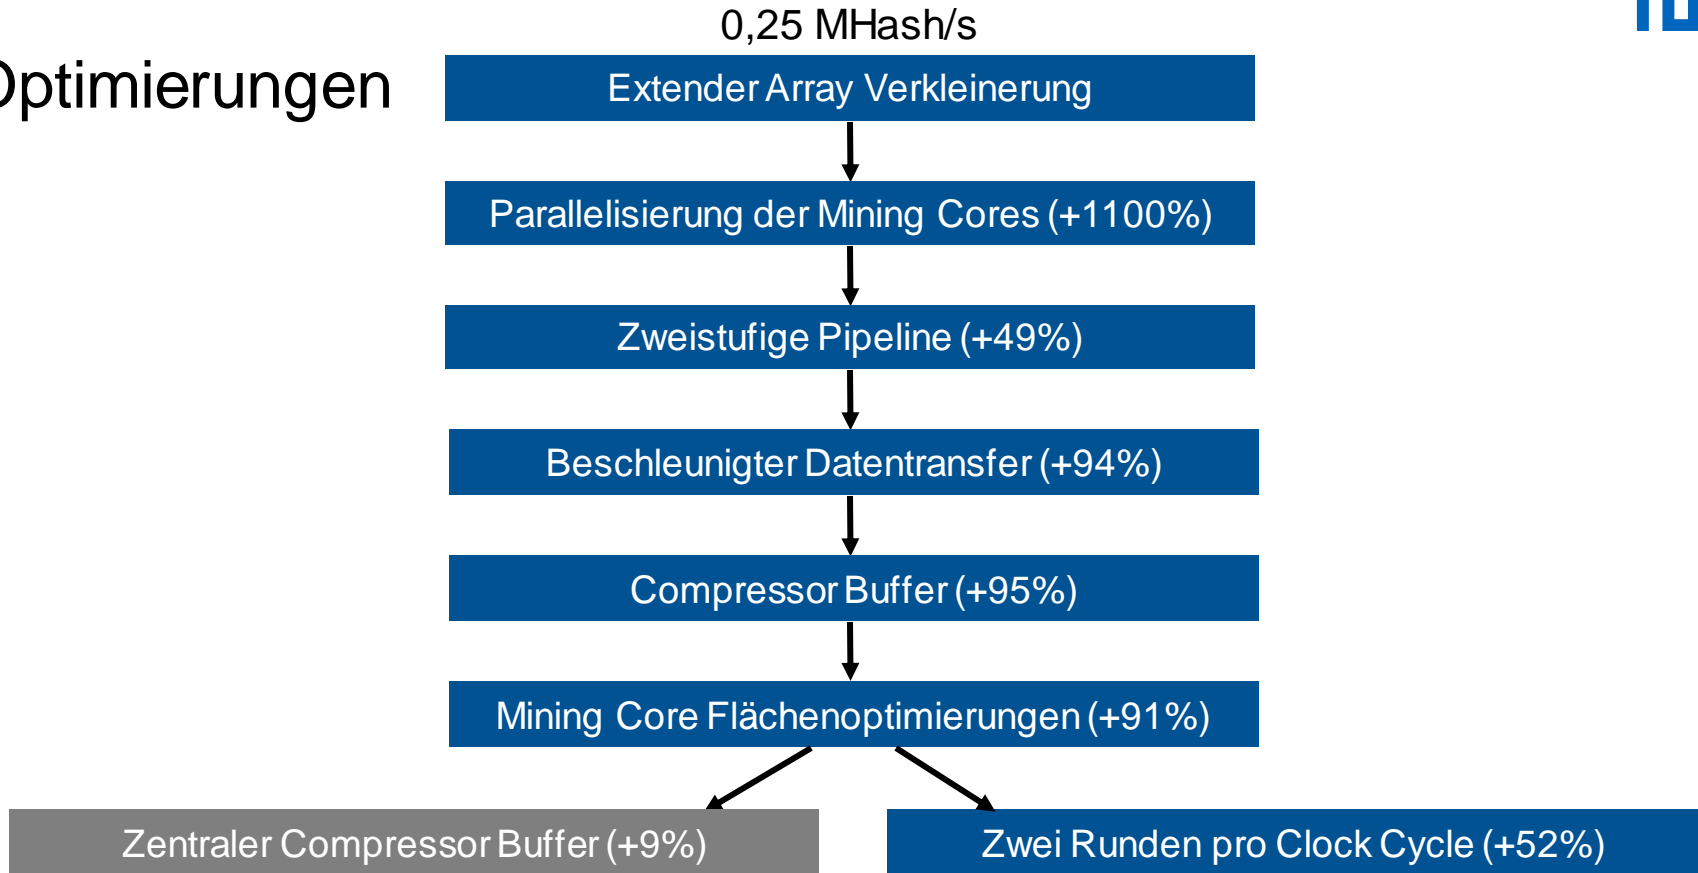 0,25 MHash/s
Optimierungen
Extender Array Verkleinerung
Parallelisierung der Mining Cores (+1100%)
Zweistufige Pipeline (+49%)
Beschleunigter Datentransfer (+94%)
Compressor Buffer (+95%)
Mining Core Flächenoptimierungen (+91%)
Zentraler Compressor Buffer (+9%)
Zwei Runden pro Clock Cycle (+52%)